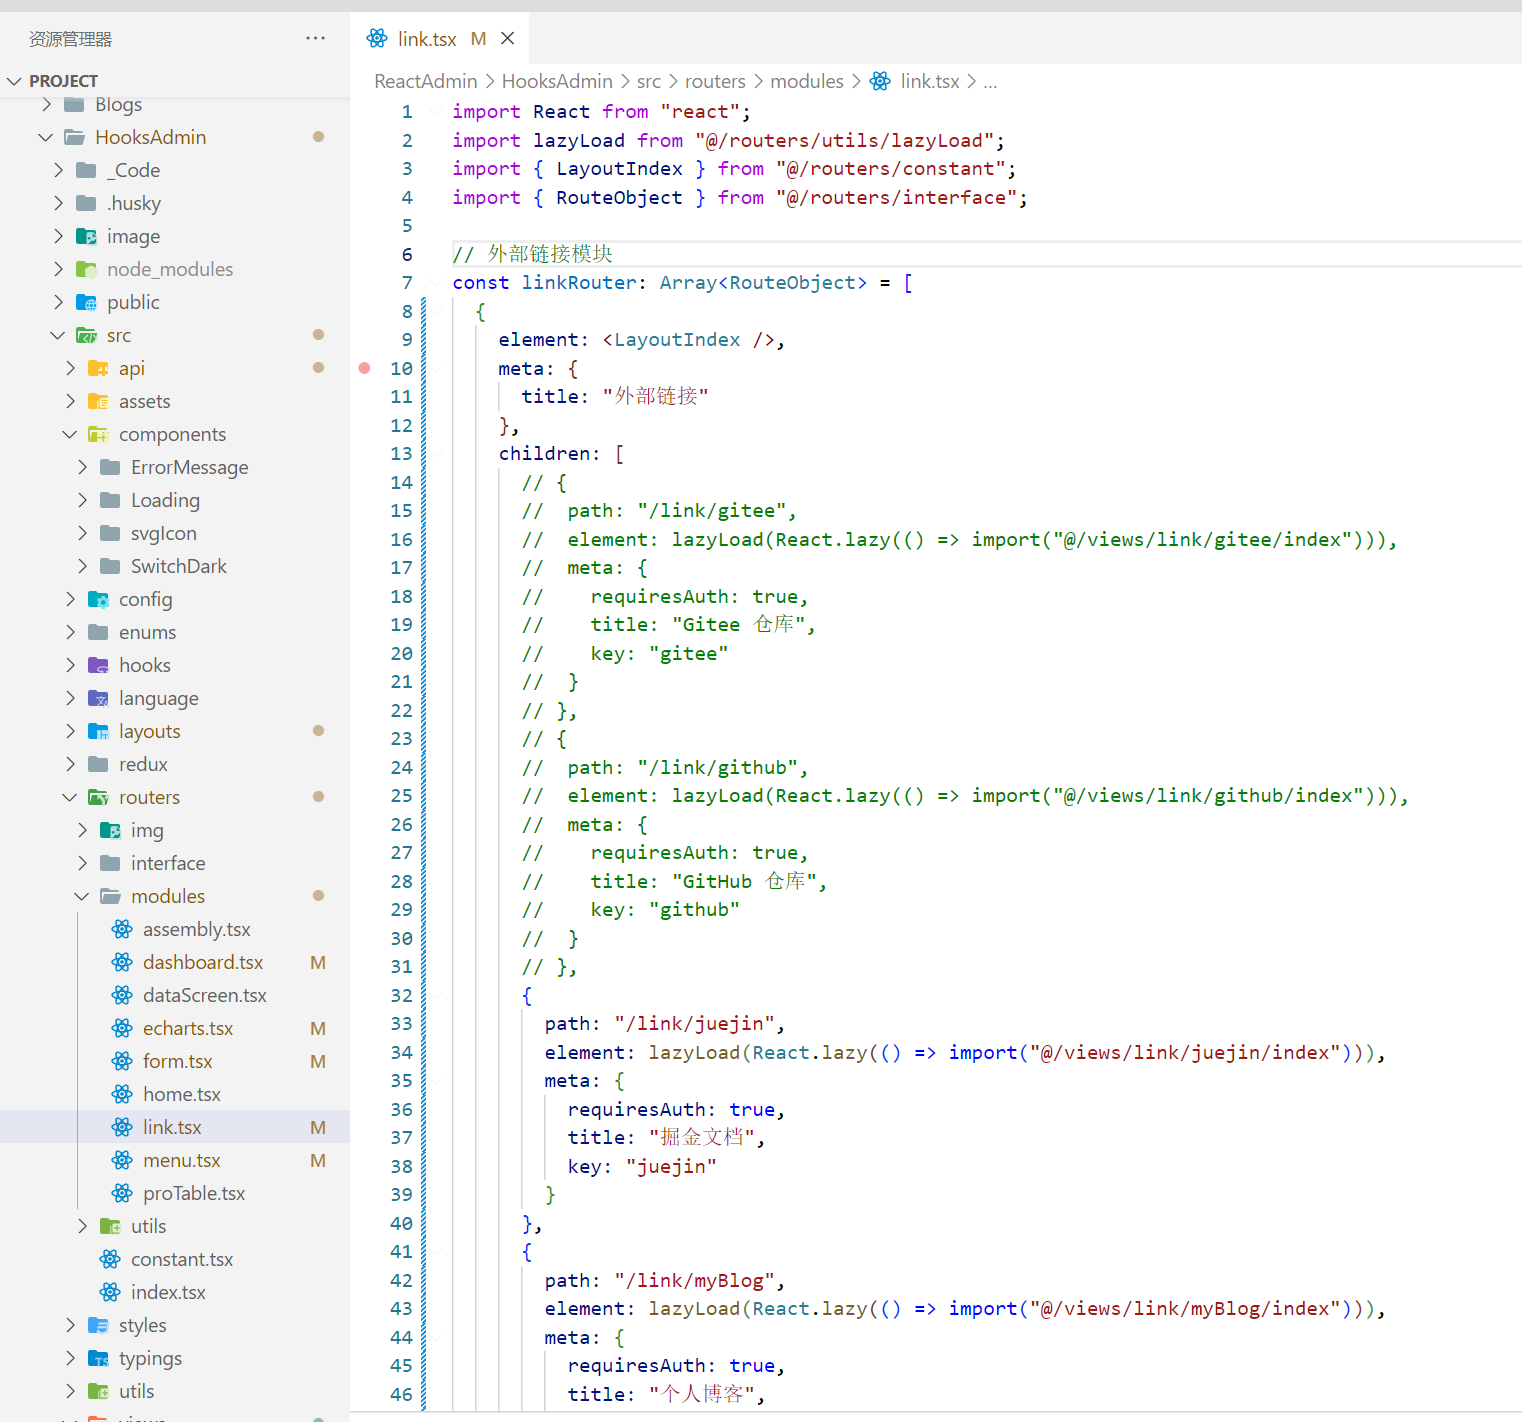 资源管理器
PROJECT
Blogs
HooksAdmin
_Code
.husky
image
node_modules
public
src
api
assets
components
ErrorMessage
Loading
svgIcon
SwitchDark
config
enums
hooks
language
layouts
redux
routers
img
interface
modules
assembly.tsx
dashboard.tsx M
dataScreen.tsx
echarts.tsx M
form.tsx M
home.tsx
link.tsx M
menu.tsx M
proTable.tsx
utils
constant.tsx
index.tsx
styles
typings
utils
views
link.tsx M
ReactAdmin > HooksAdmin > src > routers > modules > link.tsx > ...
1 import React from "react";
2 import lazyLoad from "@/routers/utils/lazyLoad";
3 import { LayoutIndex } from "@/routers/constant";
4 import { RouteObject } from "@/routers/interface";
5
6 // 外部链接模块
7 const linkRouter: Array<RouteObject> = [
8 {
9 element: <LayoutIndex />,
10 meta: {
11 title: "外部链接"
12 },
13 children: [
14 // {
15 // path: "/link/gitee",
16 // element: lazyLoad(React.lazy(() => import("@/views/link/gitee/index"))),
17 // meta: {
18 // requiresAuth: true,
19 // title: "Gitee 仓库",
20 // key: "gitee"
21 // }
22 // },
23 // {
24 // path: "/link/github",
25 // element: lazyLoad(React.lazy(() => import("@/views/link/github/index"))),
26 // meta: {
27 // requiresAuth: true,
28 // title: "GitHub 仓库",
29 // key: "github"
30 // }
31 // },
32 {
33 path: "/link/juejin",
34 element: lazyLoad(React.lazy(() => import("@/views/link/juejin/index"))),
35 meta: {
36 requiresAuth: true,
37 title: "掘金文档",
38 key: "juejin"
39 }
40 },
41 {
42 path: "/link/myBlog",
43 element: lazyLoad(React.lazy(() => import("@/views/link/myBlog/index"))),
44 meta: {
45 requiresAuth: true,
46 title: "个人博客",